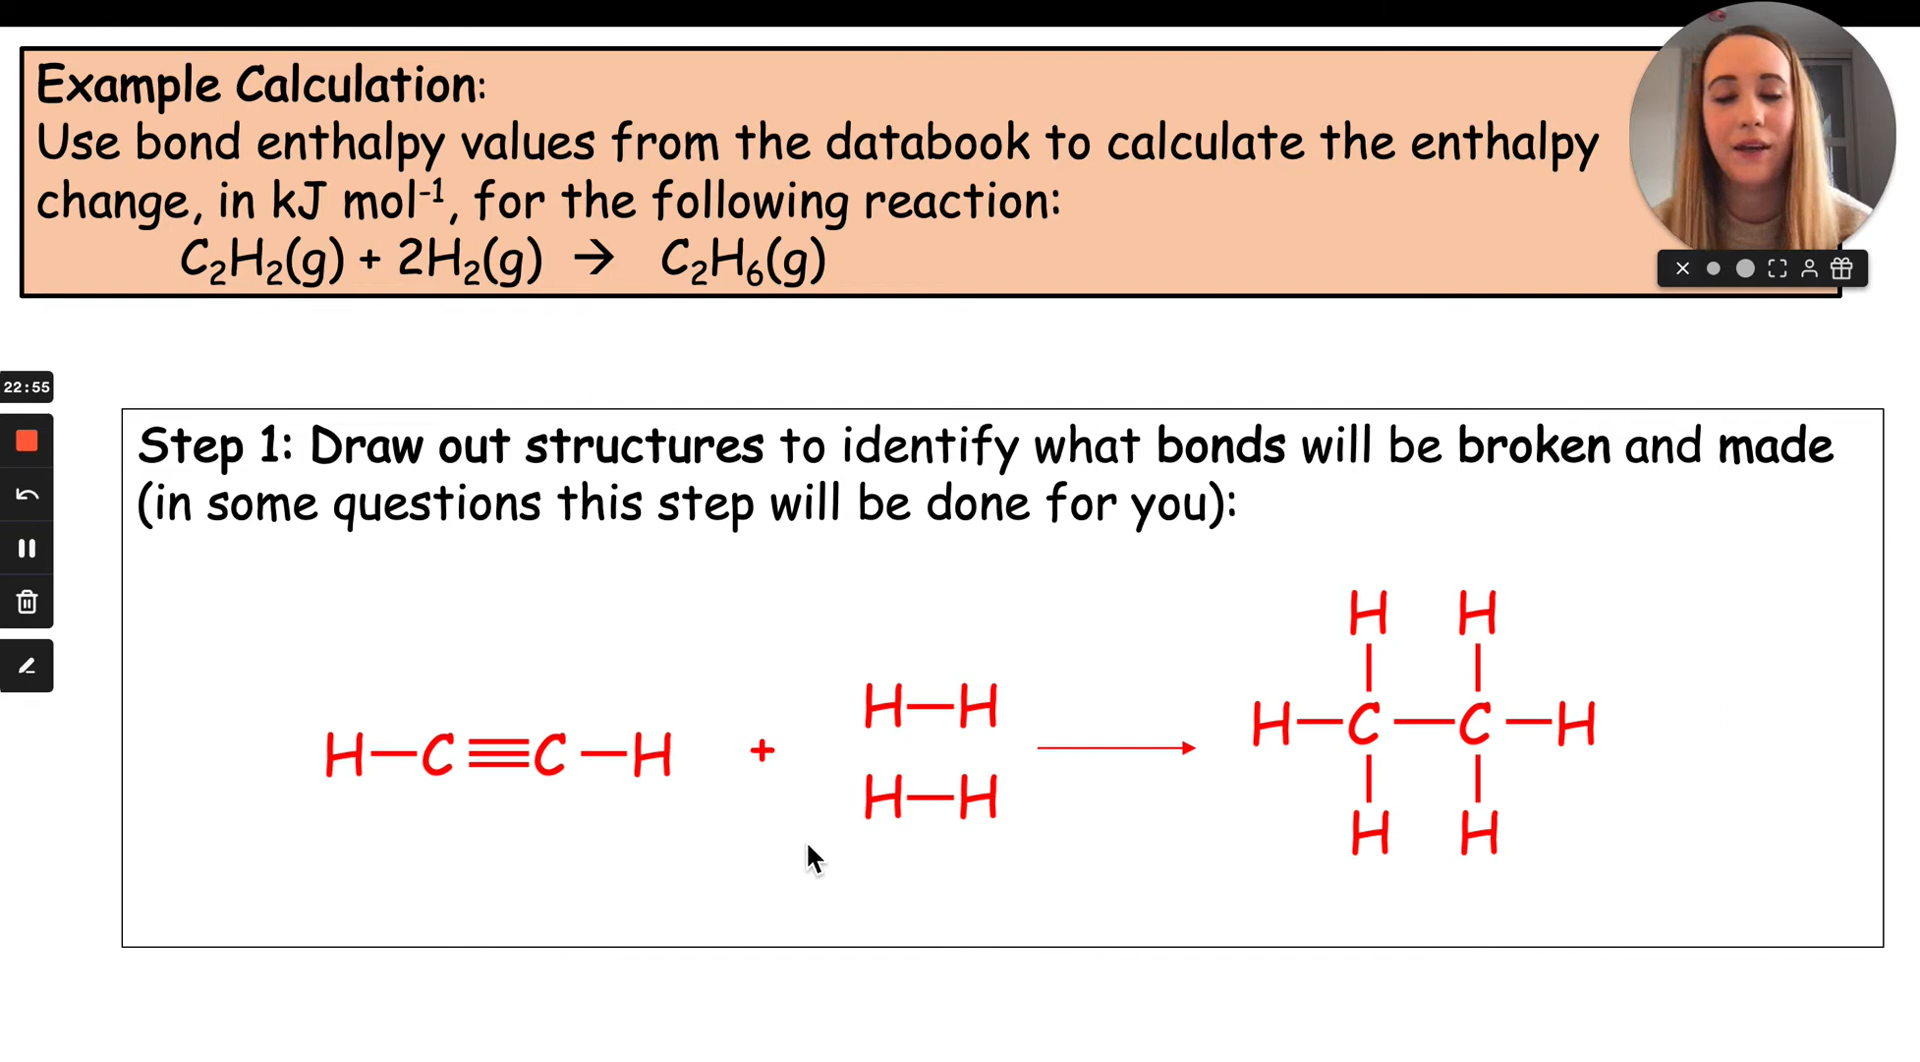 Example Calculation:
Use bond enthalpy values from the databook to calculate the enthalpy
change, in kJ mol⁻¹, for the following reaction:
C₂H₂(g) + 2H₂(g) → C₂H₆(g)
22:55
Step 1: Draw out structures to identify what bonds will be broken and made
(in some questions this step will be done for you):
H H
H—H
H—C—C—H
H—C≡C—H +
H—H
H H